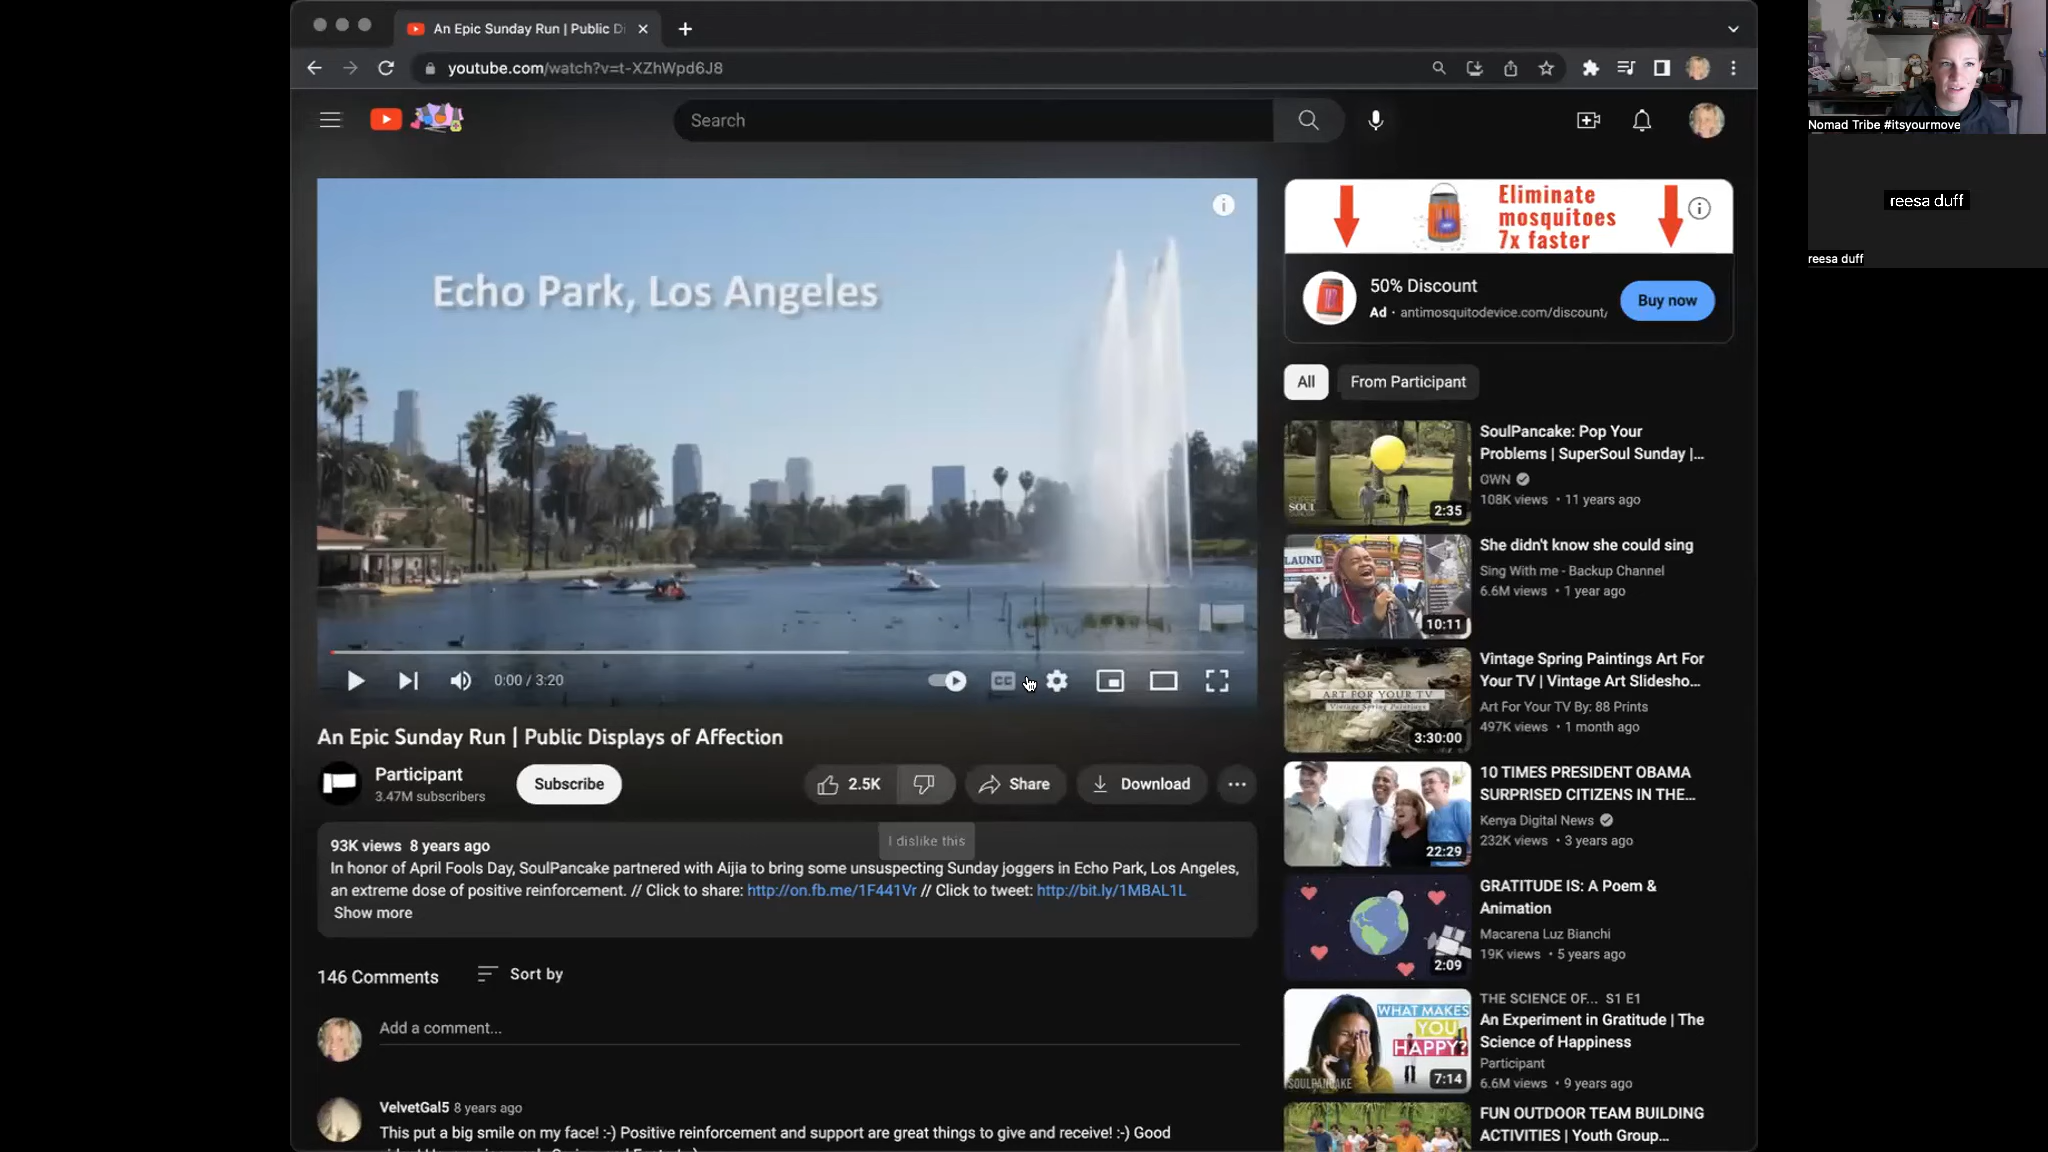 An Epic Sunday Run | Public Di
youtube.com/watch?v=t-XZhWpd6J8
Search
Echo Park, Los Angeles
0:00 / 3:20
CC
An Epic Sunday Run | Public Displays of Affection
Participant
3.47M subscribers
Subscribe
2.5K
Share
Download
I dislike this
93K views 8 years ago
In honor of April Fools Day, SoulPancake partnered with Aijia to bring some unsuspecting Sunday joggers in Echo Park, Los Angeles,
an extreme dose of positive reinforcement. // Click to share: http://on.fb.me/1F441Vr // Click to tweet: http://bit.ly/1MBAL1L
Show more
146 Comments
Sort by
Add a comment...
VelvetGal5 8 years ago
This put a big smile on my face! :-) Positive reinforcement and support are great things to give and receive! :-) Good
Eliminate
mosquitoes
7x faster
50% Discount
Ad · antimosquitodevice.com/discount/
Buy now
All
From Participant
SUPER
SOUL
2:35
SoulPancake: Pop Your
Problems | SuperSoul Sunday |...
OWN
108K views • 11 years ago
LAUND
10:11
She didn't know she could sing
Sing With me - Backup Channel
6.6M views • 1 year ago
ART FOR YOUR TV
Vintage Spring Paintings
3:30:00
Vintage Spring Paintings Art For
Your TV | Vintage Art Slidesho...
Art For Your TV By: 88 Prints
497K views • 1 month ago
22:29
10 TIMES PRESIDENT OBAMA
SURPRISED CITIZENS IN THE...
Kenya Digital News
232K views • 3 years ago
2:09
GRATITUDE IS: A Poem &
Animation
Macarena Luz Bianchi
19K views • 5 years ago
WHAT MAKES
YOU
HAPPY?
SOULPANCAKE
7:14
THE SCIENCE OF... S1 E1
An Experiment in Gratitude | The
Science of Happiness
Participant
6.6M views • 9 years ago
FUN OUTDOOR TEAM BUILDING
ACTIVITIES | Youth Group...
Nomad Tribe #itsyourmove
reesa duff
reesa duff